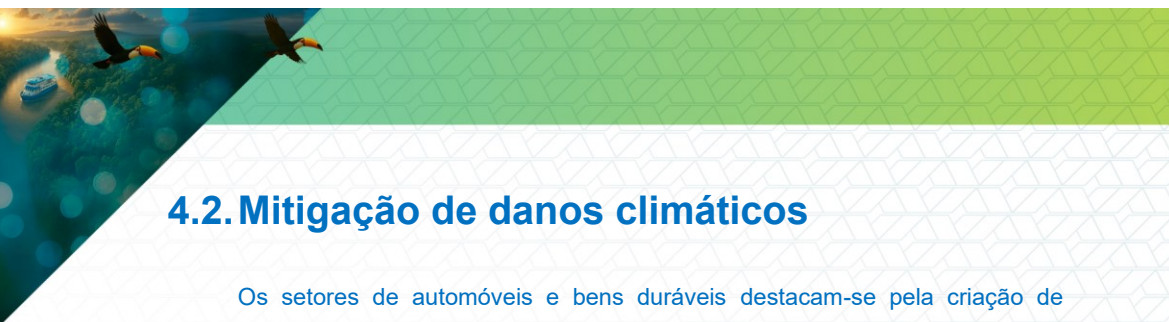 4.2. Mitigação de danos climáticos
Os setores de automóveis e bens duráveis destacam-se pela criação de